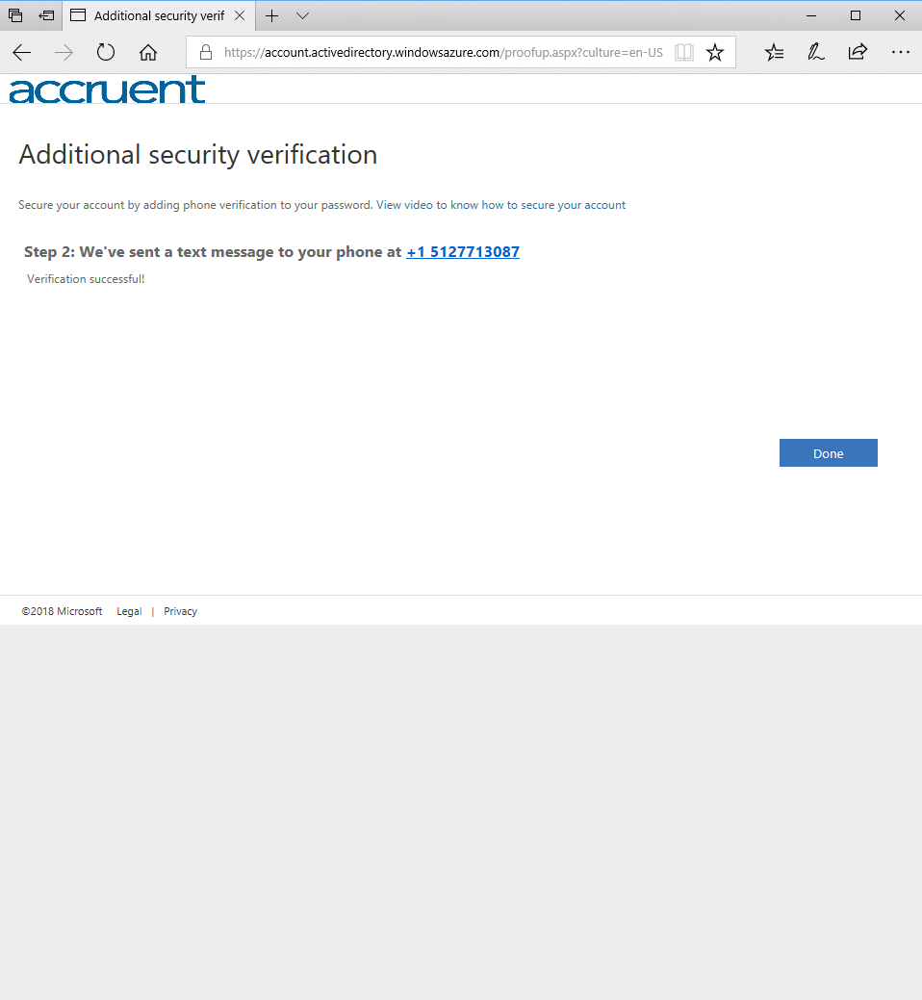 Additional security verif
https://account.activedirectory.windowsazure.com/proofup.aspx?culture=en-US
accruent
Additional security verification
Secure your account by adding phone verification to your password. View video to know how to secure your account
Step 2: We've sent a text message to your phone at +1 5127713087
Verification successful!
Done
©2018 Microsoft Legal | Privacy